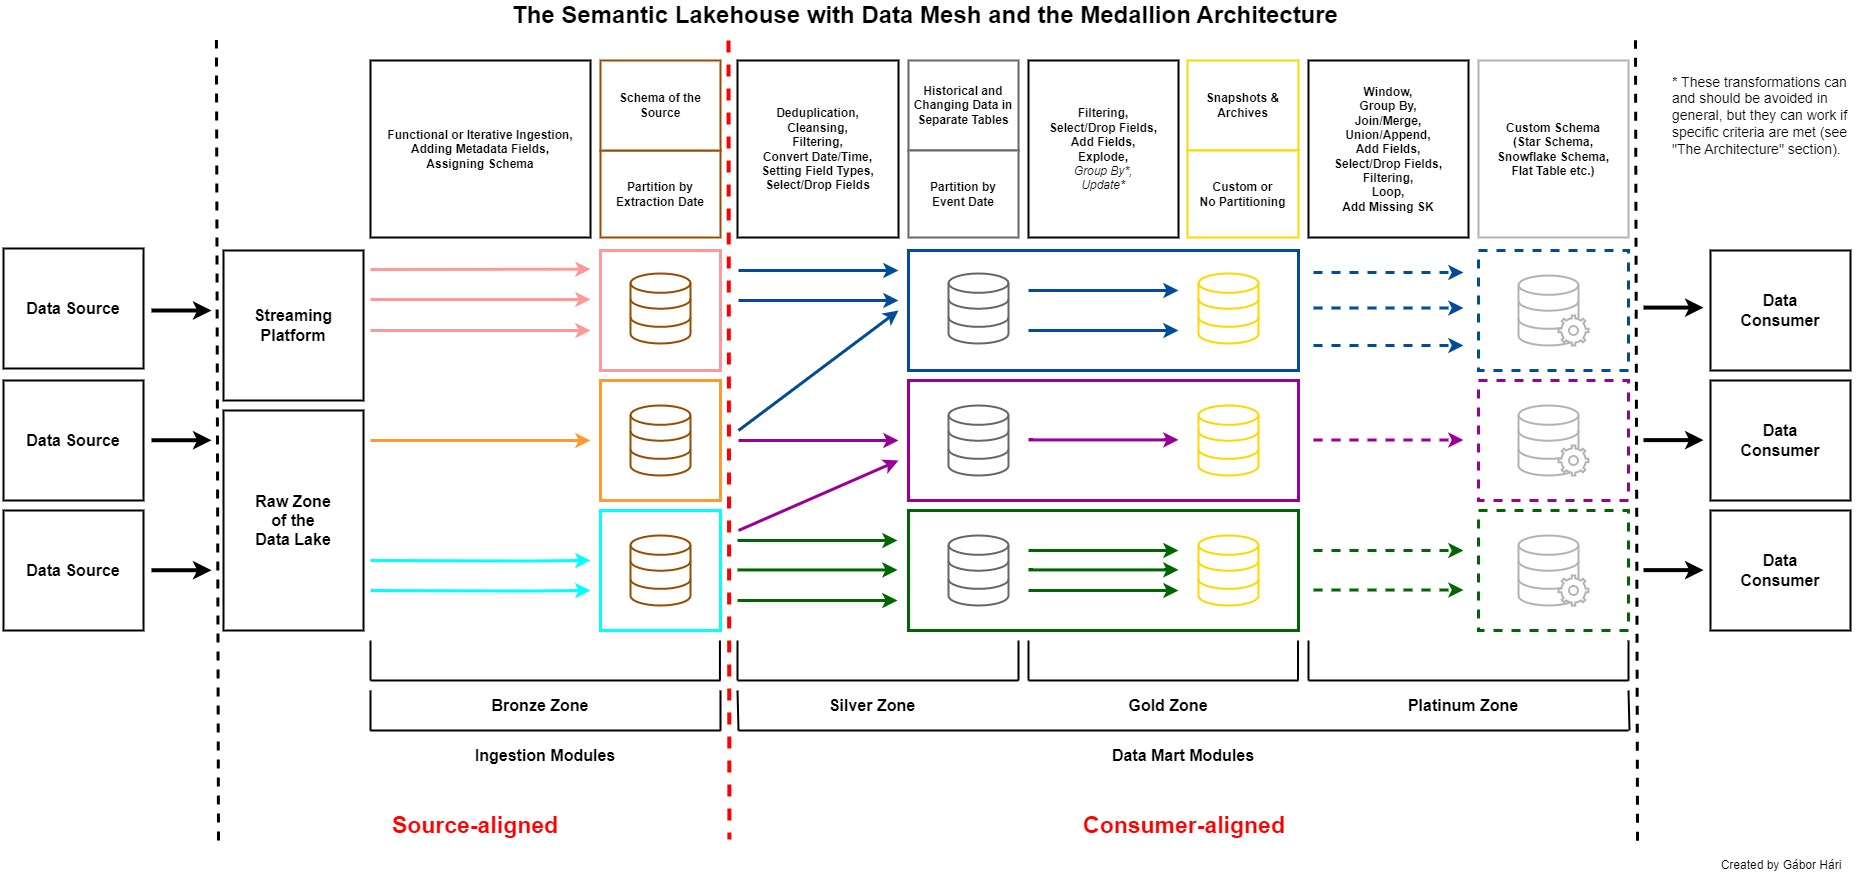 The Semantic Lakehouse with Data Mesh and the Medallion Architecture
Functional or Iterative Ingestion,
Adding Metadata Fields,
Assigning Schema
Schema of the
Source
Partition by
Extraction Date
Deduplication,
Cleansing,
Filtering,
Convert Date/Time,
Setting Field Types,
Select/Drop Fields
Historical and
Changing Data in
Separate Tables
Partition by
Event Date
Filtering,
Select/Drop Fields,
Add Fields,
Explode,
Group By*,
Update*
Snapshots &
Archives
Custom or
No Partitioning
Window,
Group By,
Join/Merge,
Union/Append,
Add Fields,
Select/Drop Fields,
Filtering,
Loop,
Add Missing SK
Custom Schema
(Star Schema,
Snowflake Schema,
Flat Table etc.)
* These transformations can
and should be avoided in
general, but they can work if
specific criteria are met (see
"The Architecture" section).
Data Source
Data Source
Data Source
Streaming
Platform
Raw Zone
of the
Data Lake
Data
Consumer
Data
Consumer
Data
Consumer
Bronze Zone
Silver Zone
Gold Zone
Platinum Zone
Ingestion Modules
Data Mart Modules
Source-aligned
Consumer-aligned
Created by Gábor Hári